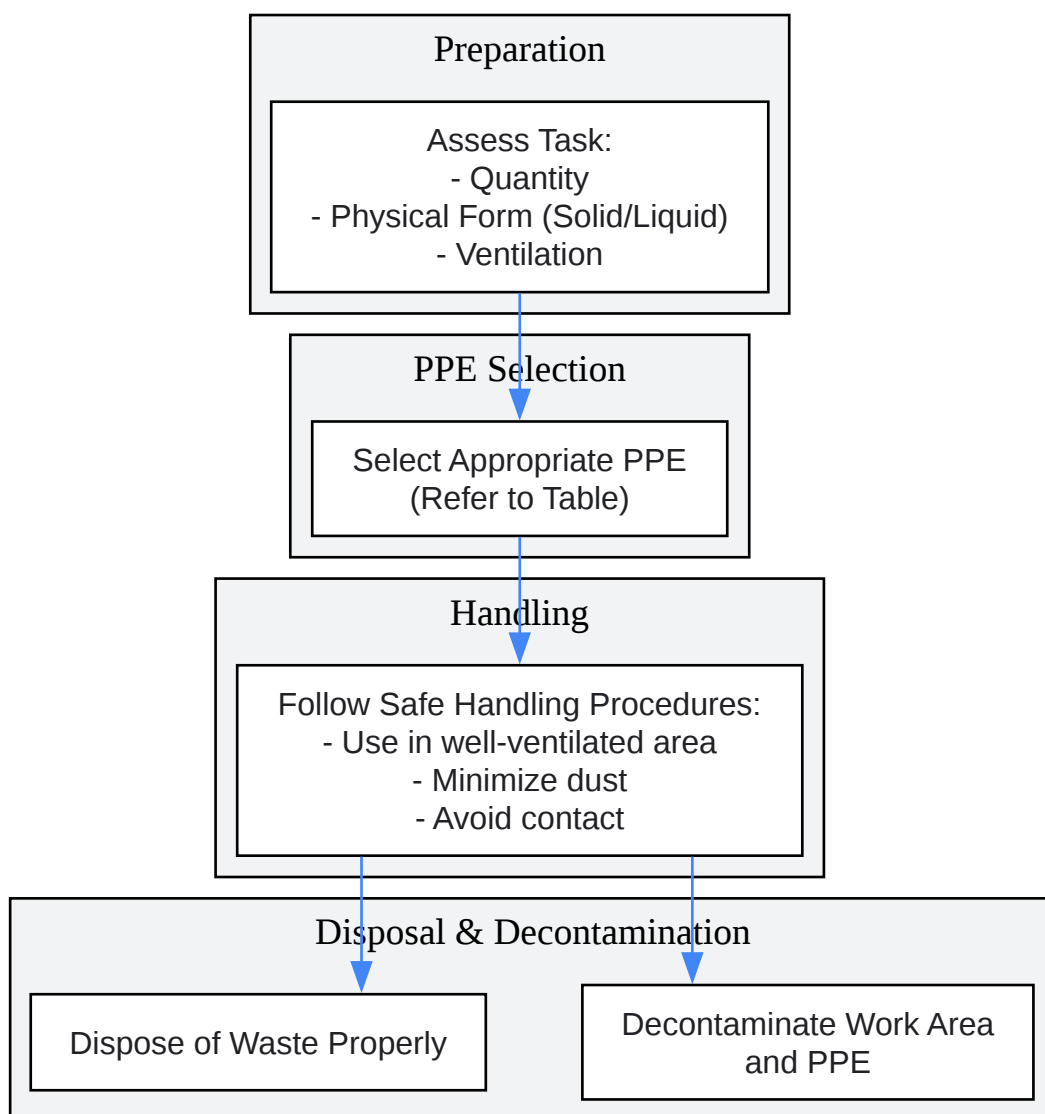 Preparation
Assess Task:
- Quantity
- Physical Form (Solid/Liquid)
- Ventilation
PPE Selection
Select Appropriate PPE
(Refer to Table)
Handling
Follow Safe Handling Procedures:
- Use in well-ventilated area
- Minimize dust
- Avoid contact
Disposal & Decontamination
Dispose of Waste Properly
Decontaminate Work Area
and PPE